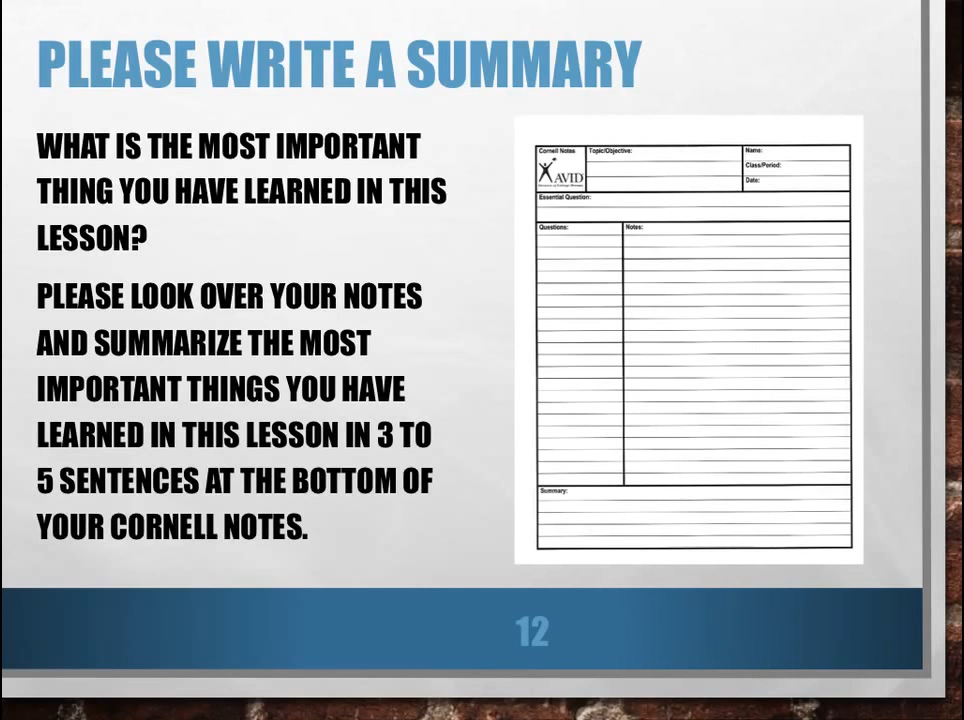 PLEASE WRITE A SUMMARY
WHAT IS THE MOST IMPORTANT
THING YOU HAVE LEARNED IN THIS
LESSON?
PLEASE LOOK OVER YOUR NOTES
AND SUMMARIZE THE MOST
IMPORTANT THINGS YOU HAVE
LEARNED IN THIS LESSON IN 3 TO
5 SENTENCES AT THE BOTTOM OF
YOUR CORNELL NOTES.
Cornell Notes
Topic/Objective:
Name:
Class/Period:
Date:
AVID
Essential Question:
Questions:
Notes:
Summary:
12